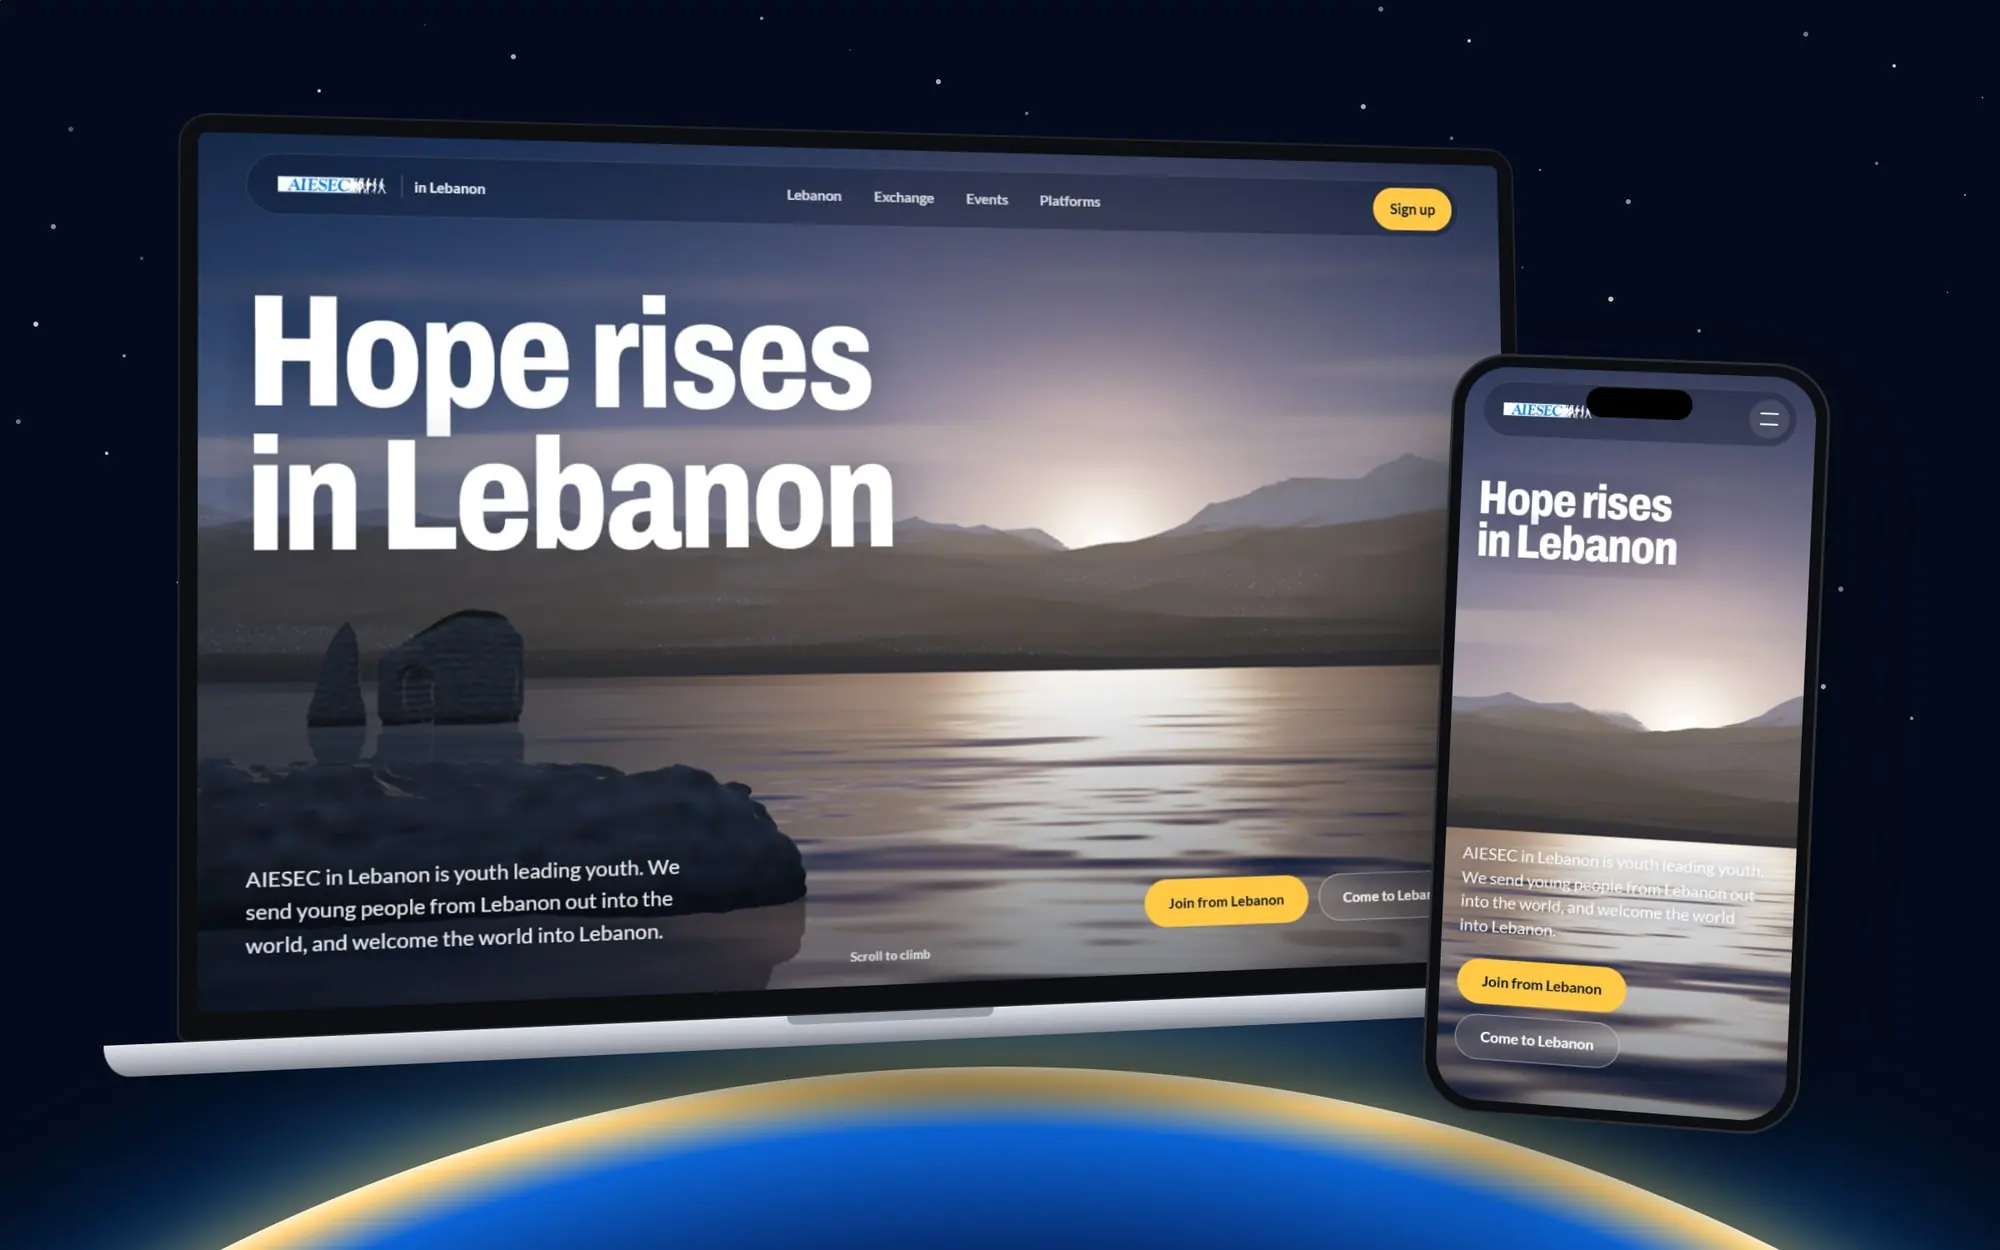 AIESEC
in Lebanon
Lebanon
Exchange
Events
Platforms
Sign up
Hope rises
in Lebanon
AIESEC in Lebanon is youth leading youth. We
send young people from Lebanon out into the
world, and welcome the world into Lebanon.
Scroll to climb
Join from Lebanon
Come to Leban
AIESEC
Hope rises
in Lebanon
AIESEC in Lebanon is youth leading youth.
We send young people from Lebanon out
into the world, and welcome the world
into Lebanon.
Join from Lebanon
Come to Lebanon